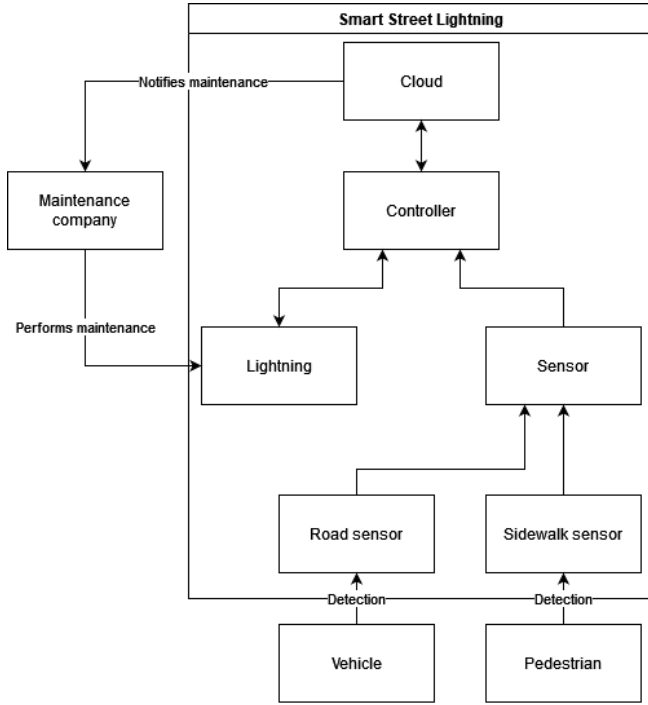 Smart Street Lightning
Cloud
Notifies maintenance
Maintenance
company
Controller
Performs maintenance
Lightning
Sensor
Road sensor
Sidewalk sensor
Detection
Detection
Vehicle
Pedestrian